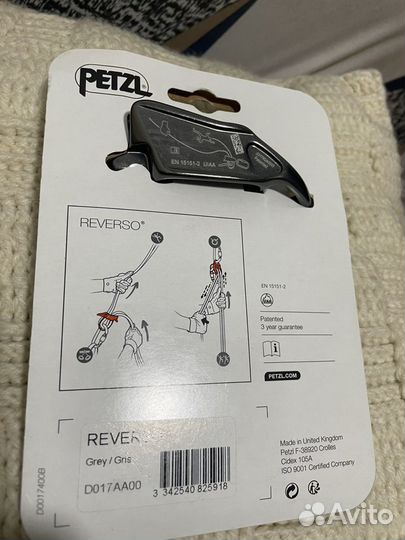 PETZL
EN 15151-2 UIAA
REVERSO®
EN 15151-2
UIAA
Patented
3 year guarantee
PETZL.COM
REVER
Grey / Gris
D017AA00
3 342540 825918
Made in United Kingdom
Petzl F-38920 Crolles
Cidex 105A
ISO 9001 Certified Company
D0017400B
Avito